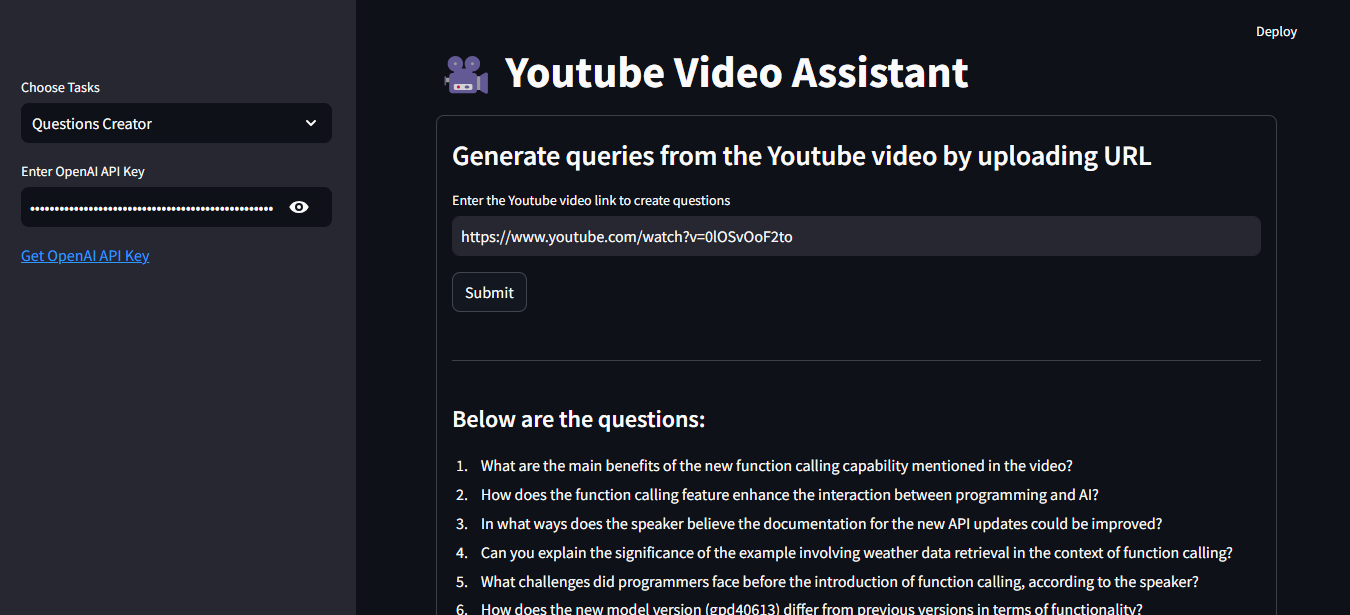 Deploy
Choose Tasks
Questions Creator
Enter OpenAI API Key
••••••••••••••••••••••••••••••••••••••••••••••••••
Get OpenAI API Key
Youtube Video Assistant
Generate queries from the Youtube video by uploading URL
Enter the Youtube video link to create questions
https://www.youtube.com/watch?v=0lOSvOoF2to
Submit
Below are the questions:
1. What are the main benefits of the new function calling capability mentioned in the video?
2. How does the function calling feature enhance the interaction between programming and AI?
3. In what ways does the speaker believe the documentation for the new API updates could be improved?
4. Can you explain the significance of the example involving weather data retrieval in the context of function calling?
5. What challenges did programmers face before the introduction of function calling, according to the speaker?
6. How does the new model version (gpd40613) differ from previous versions in terms of functionality?